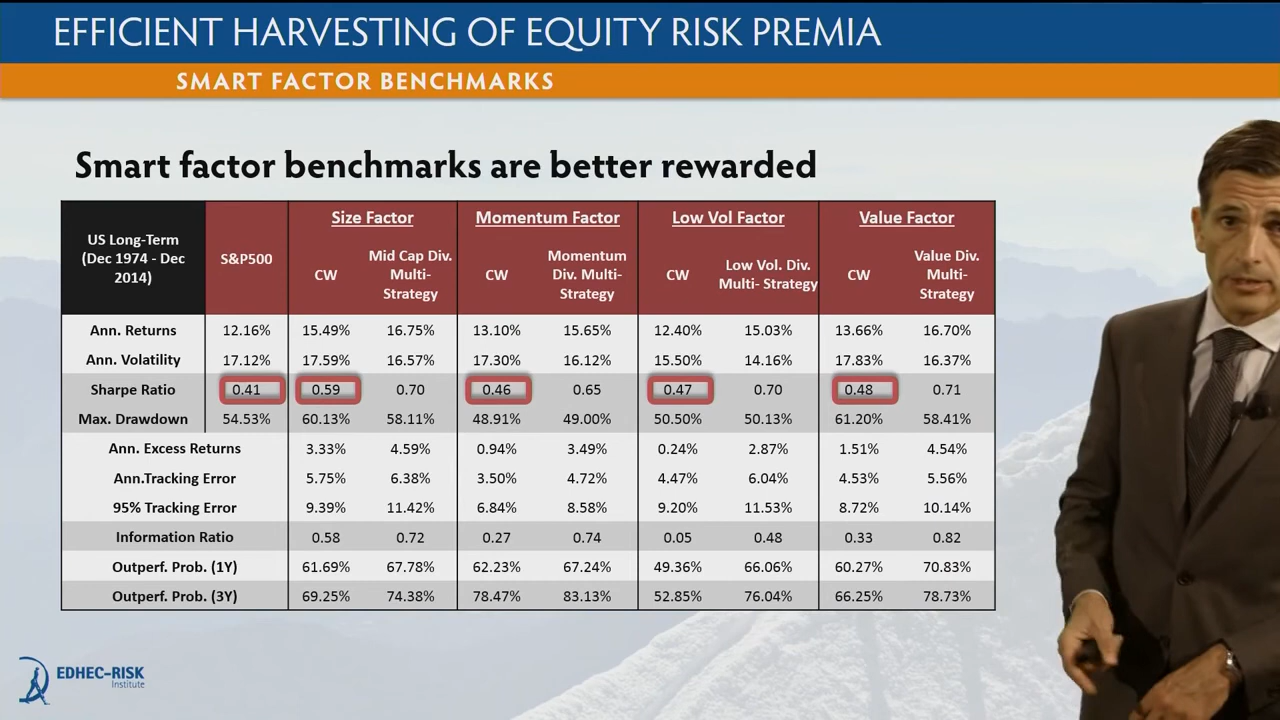 EFFICIENT HARVESTING OF EQUITY RISK PREMIA
SMART FACTOR BENCHMARKS
Smart factor benchmarks are better rewarded
US Long-Term
(Dec 1974 - Dec
2014)
S&P500
Size Factor
CW
Mid Cap Div.
Multi-
Strategy
Momentum Factor
CW
Momentum
Div. Multi-
Strategy
Low Vol Factor
CW
Low Vol. Div.
Multi- Strategy
Value Factor
CW
Value Div.
Multi-
Strategy
Ann. Returns 12.16% 15.49% 16.75% 13.10% 15.65% 12.40% 15.03% 13.66% 16.70%
Ann. Volatility 17.12% 17.59% 16.57% 17.30% 16.12% 15.50% 14.16% 17.83% 16.37%
Sharpe Ratio 0.41 0.59 0.70 0.46 0.65 0.47 0.70 0.48 0.71
Max. Drawdown 54.53% 60.13% 58.11% 48.91% 49.00% 50.50% 50.13% 61.20% 58.41%
Ann. Excess Returns 3.33% 4.59% 0.94% 3.49% 0.24% 2.87% 1.51% 4.54%
Ann.Tracking Error 5.75% 6.38% 3.50% 4.72% 4.47% 6.04% 4.53% 5.56%
95% Tracking Error 9.39% 11.42% 6.84% 8.58% 9.20% 11.53% 8.72% 10.14%
Information Ratio 0.58 0.72 0.27 0.74 0.05 0.48 0.33 0.82
Outperf. Prob. (1Y) 61.69% 67.78% 62.23% 67.24% 49.36% 66.06% 60.27% 70.83%
Outperf. Prob. (3Y) 69.25% 74.38% 78.47% 83.13% 52.85% 76.04% 66.25% 78.73%
EDHEC-RISK
Institute